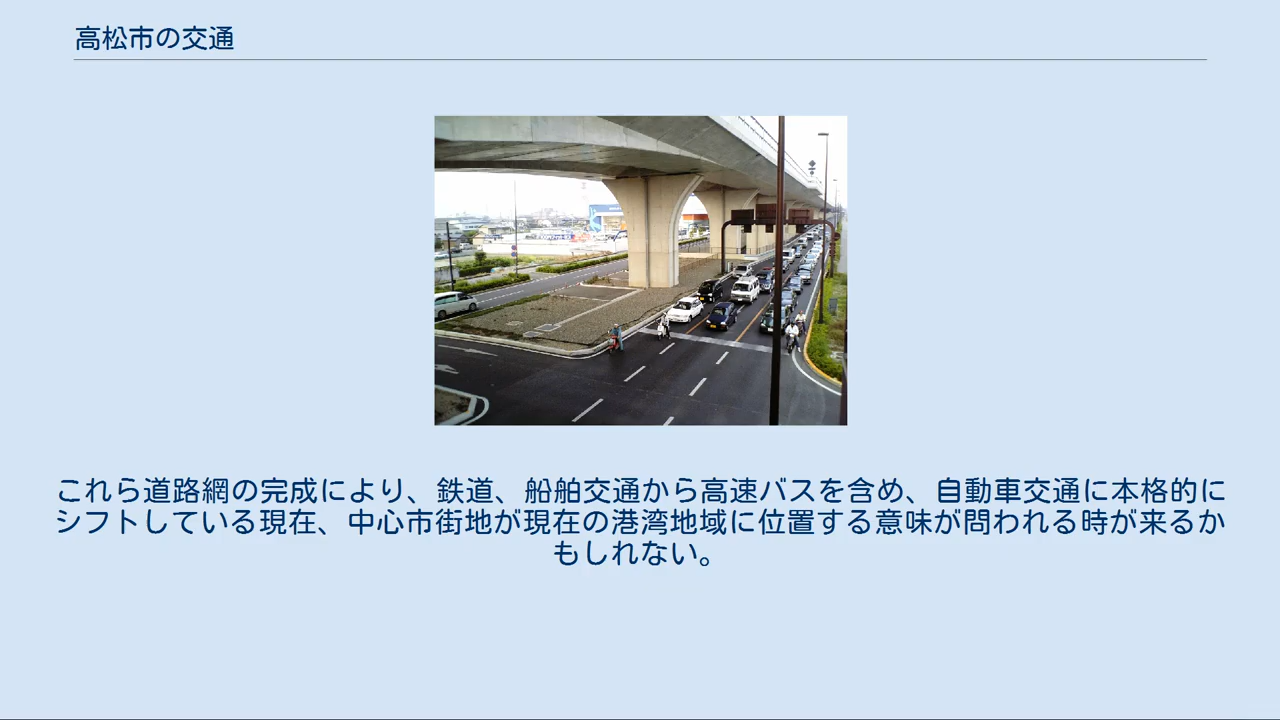 高松市の交通
これら道路網の完成により、鉄道、船舶交通から高速バスを含め、自動車交通に本格的に
シフトしている現在、中心市街地が現在の港湾地域に位置する意味が問われる時が来るか
もしれない。